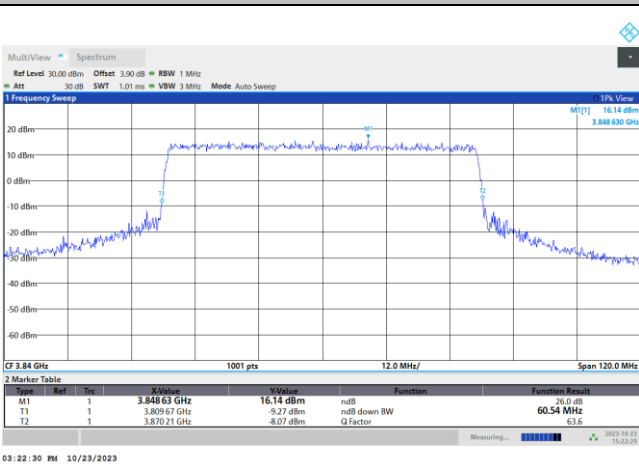 MultiView Spectrum
Ref Level 30.00 dBm Offset 3.90 dB RBW 1 MHz
Att 30 dB SWT 1.01 ms VBW 3 MHz Mode Auto Sweep
1 Frequency Sweep 1Pk View
M1[1] 16.14 dBm
3.848 630 GHz
20 dBm
M1
10 dBm
0 dBm
T1
T2
-10 dBm
-20 dBm
-30 dBm
-40 dBm
-50 dBm
-60 dBm
CF 3.84 GHz 1001 pts 12.0 MHz/ Span 120.0 MHz
2 Marker Table
Type Ref Trc X-Value Y-Value Function Function Result
M1 1 3.848 63 GHz 16.14 dBm ndB 26.0 dB
T1 1 3.809 67 GHz -9.27 dBm ndB down BW 60.54 MHz
T2 1 3.870 21 GHz -8.07 dBm Q Factor 63.6
Measuring... 2023-10-23
15:22:29
03:22:30 PM 10/23/2023